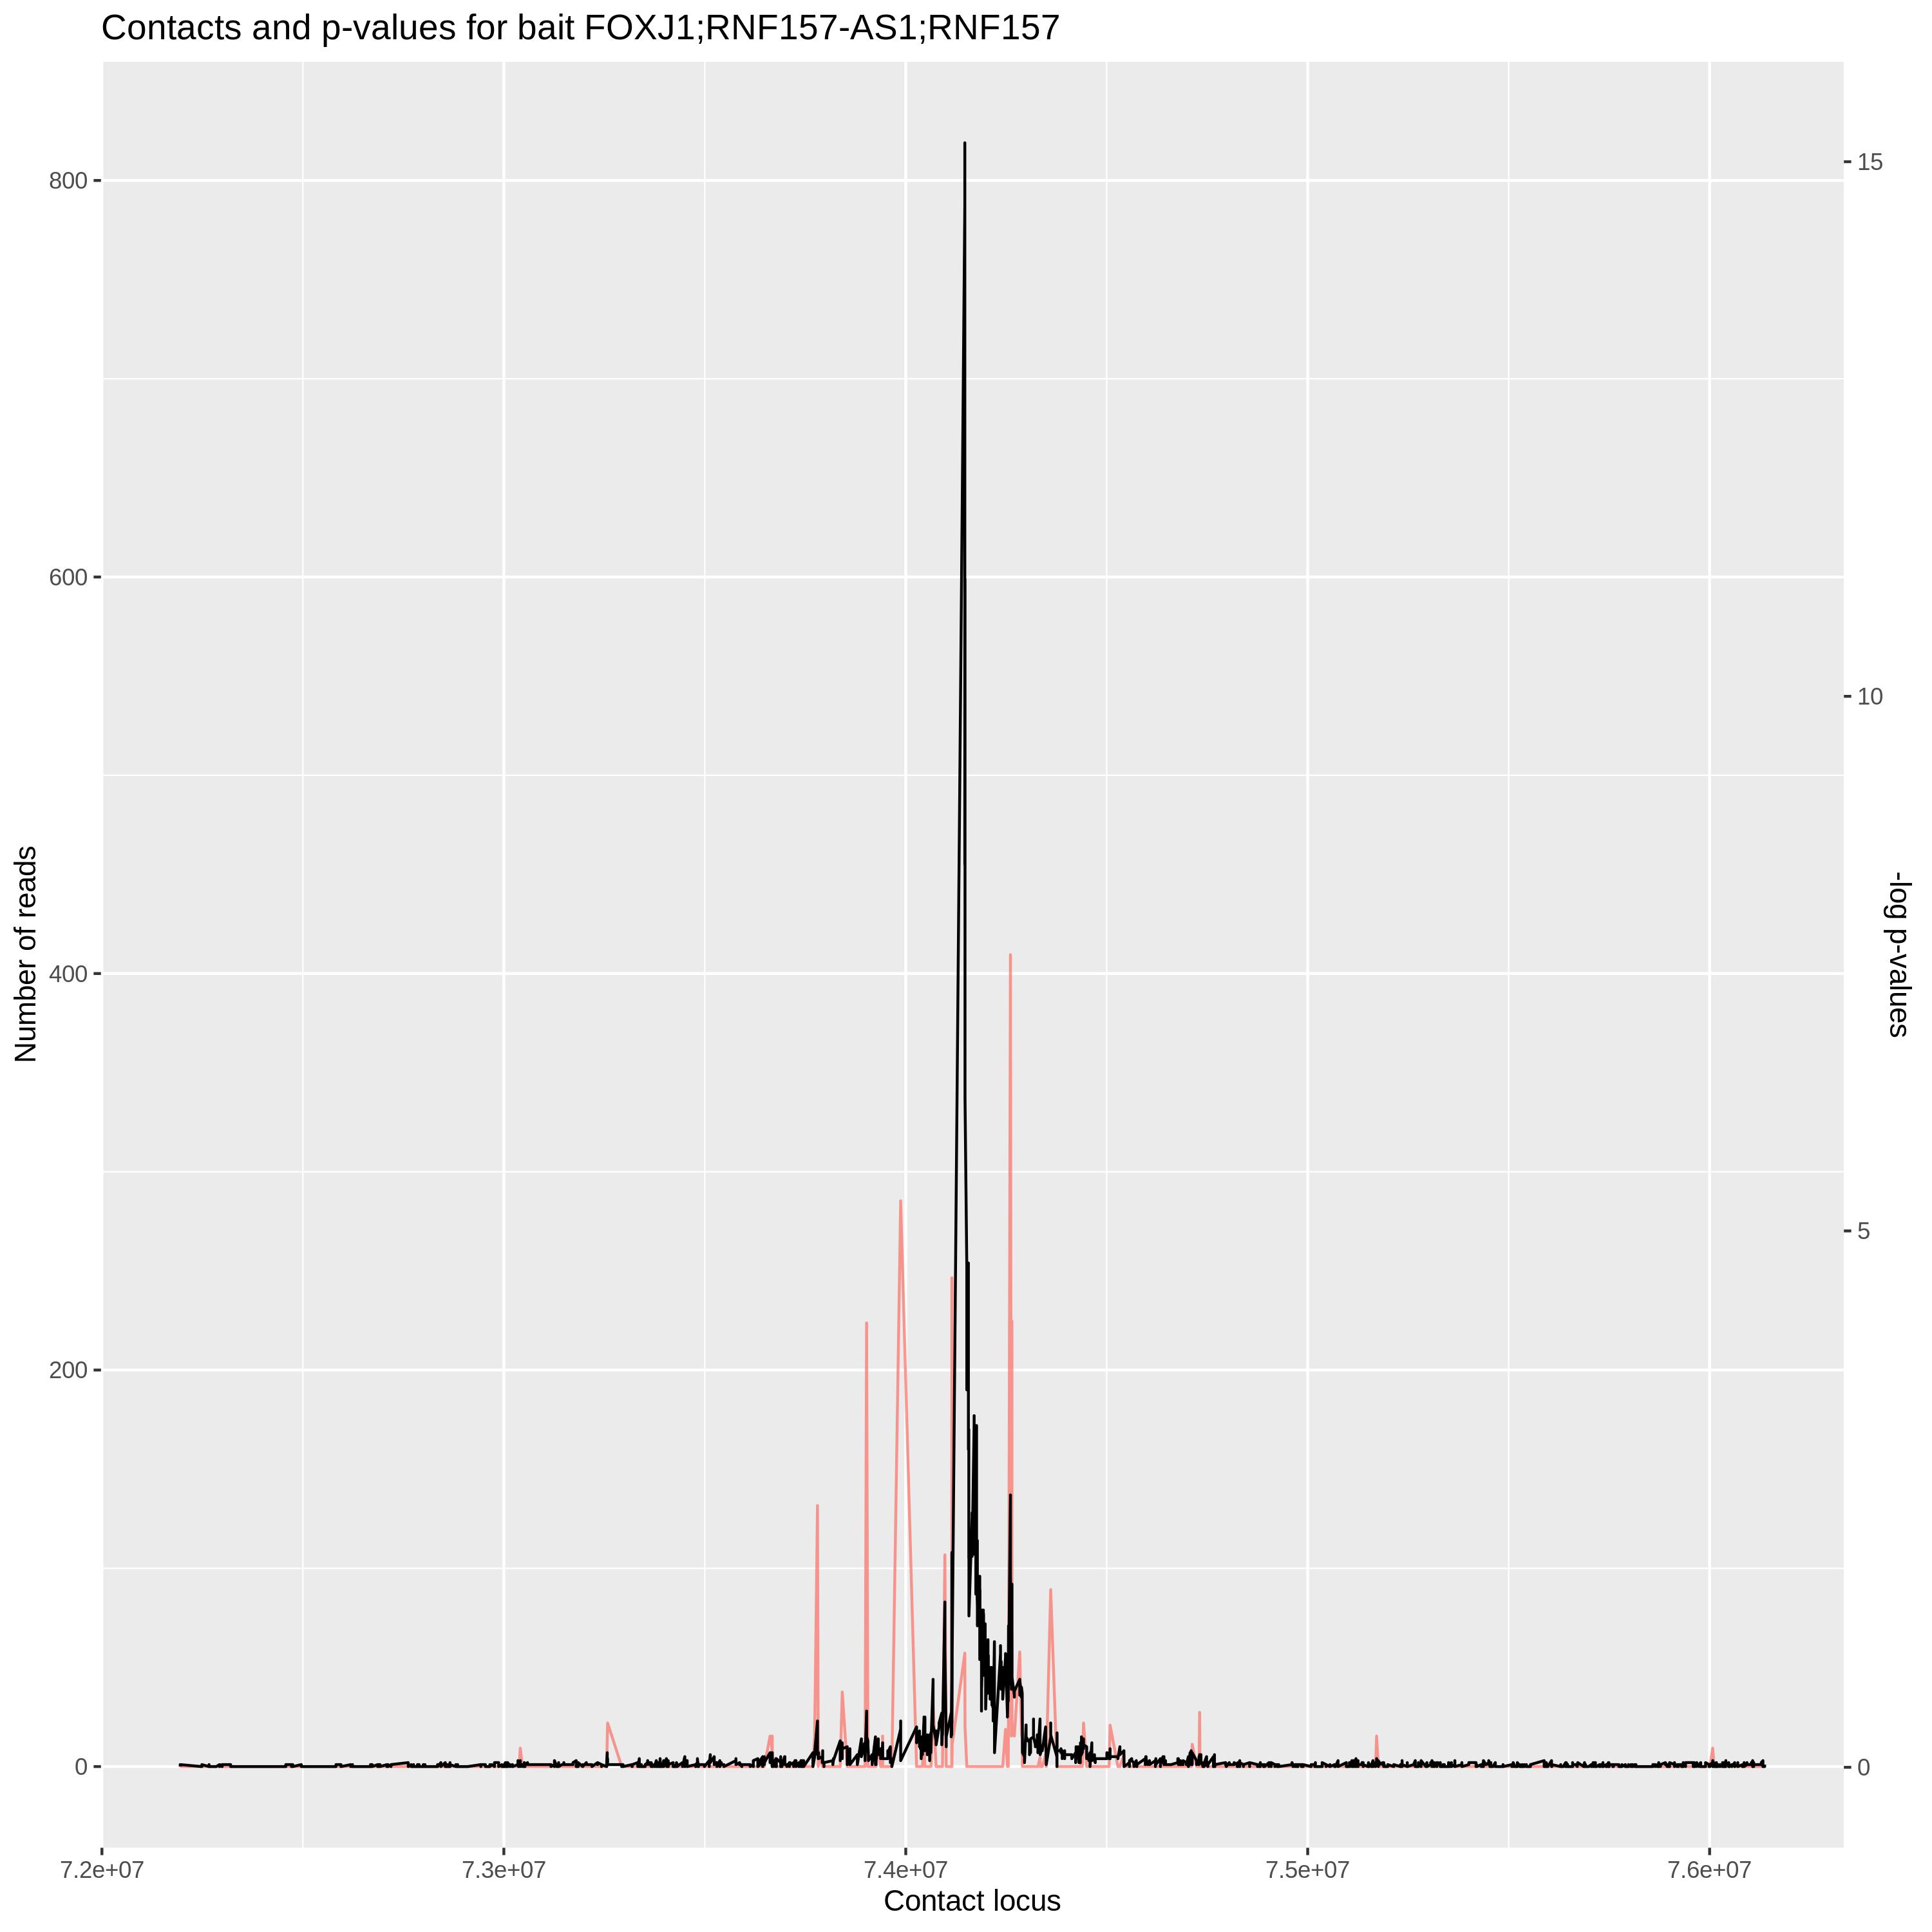 Contacts and p-values for bait FOXJ1;RNF157-AS1;RNF157
800
600
400
200
0
Number of reads
15
10
5
0
-log p-values
7.2e+07 7.3e+07 7.4e+07 7.5e+07 7.6e+07
Contact locus